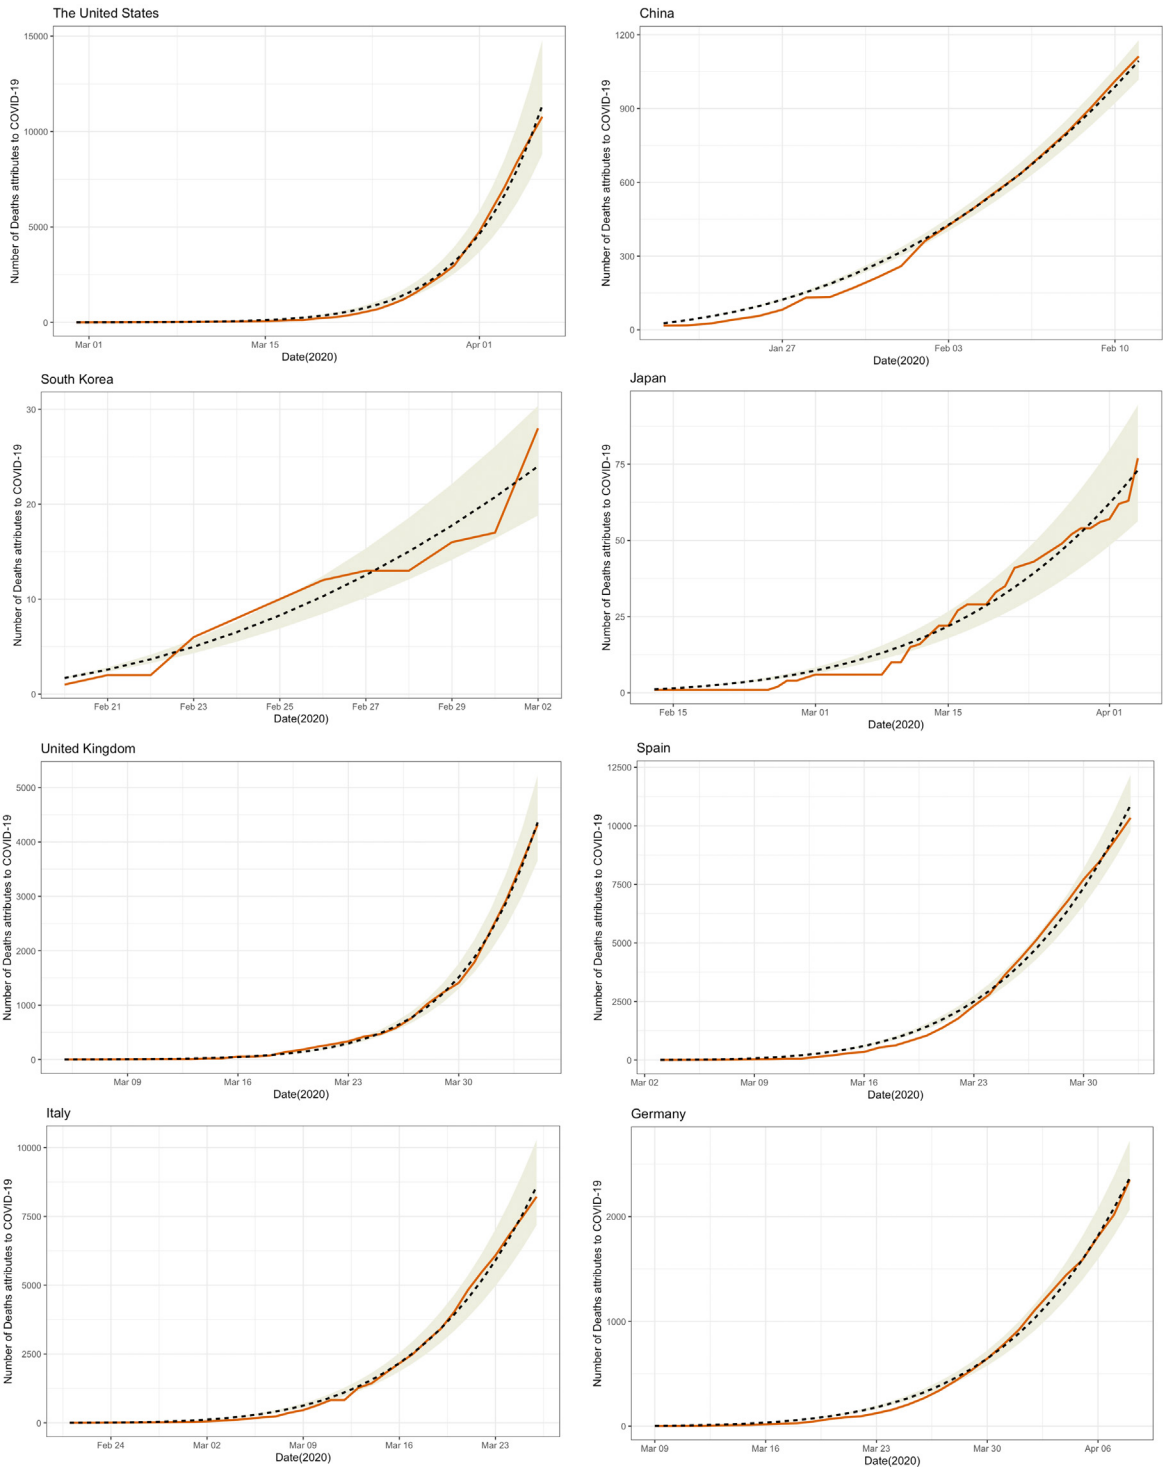 The United States
Number of Deaths attributes to COVID-19
15000
10000
5000
0
Mar 01
Mar 15
Apr 01
Date(2020)
China
Number of Deaths attributes to COVID-19
1200
900
600
300
0
Jan 27
Feb 03
Feb 10
Date(2020)
South Korea
Number of Deaths attributes to COVID-19
30
20
10
0
Feb 21
Feb 23
Feb 25
Feb 27
Feb 29
Mar 02
Date(2020)
Japan
Number of Deaths attributes to COVID-19
75
50
25
0
Feb 15
Mar 01
Mar 15
Apr 01
Date(2020)
United Kingdom
Number of Deaths attributes to COVID-19
5000
4000
3000
2000
1000
0
Mar 09
Mar 16
Mar 23
Mar 30
Date(2020)
Spain
Number of Deaths attributes to COVID-19
12500
10000
7500
5000
2500
0
Mar 02
Mar 09
Mar 16
Mar 23
Mar 30
Date(2020)
Italy
Number of Deaths attributes to COVID-19
10000
7500
5000
2500
0
Feb 24
Mar 02
Mar 09
Mar 16
Mar 23
Date(2020)
Germany
Number of Deaths attributes to COVID-19
2000
1000
0
Mar 09
Mar 16
Mar 23
Mar 30
Apr 06
Date(2020)